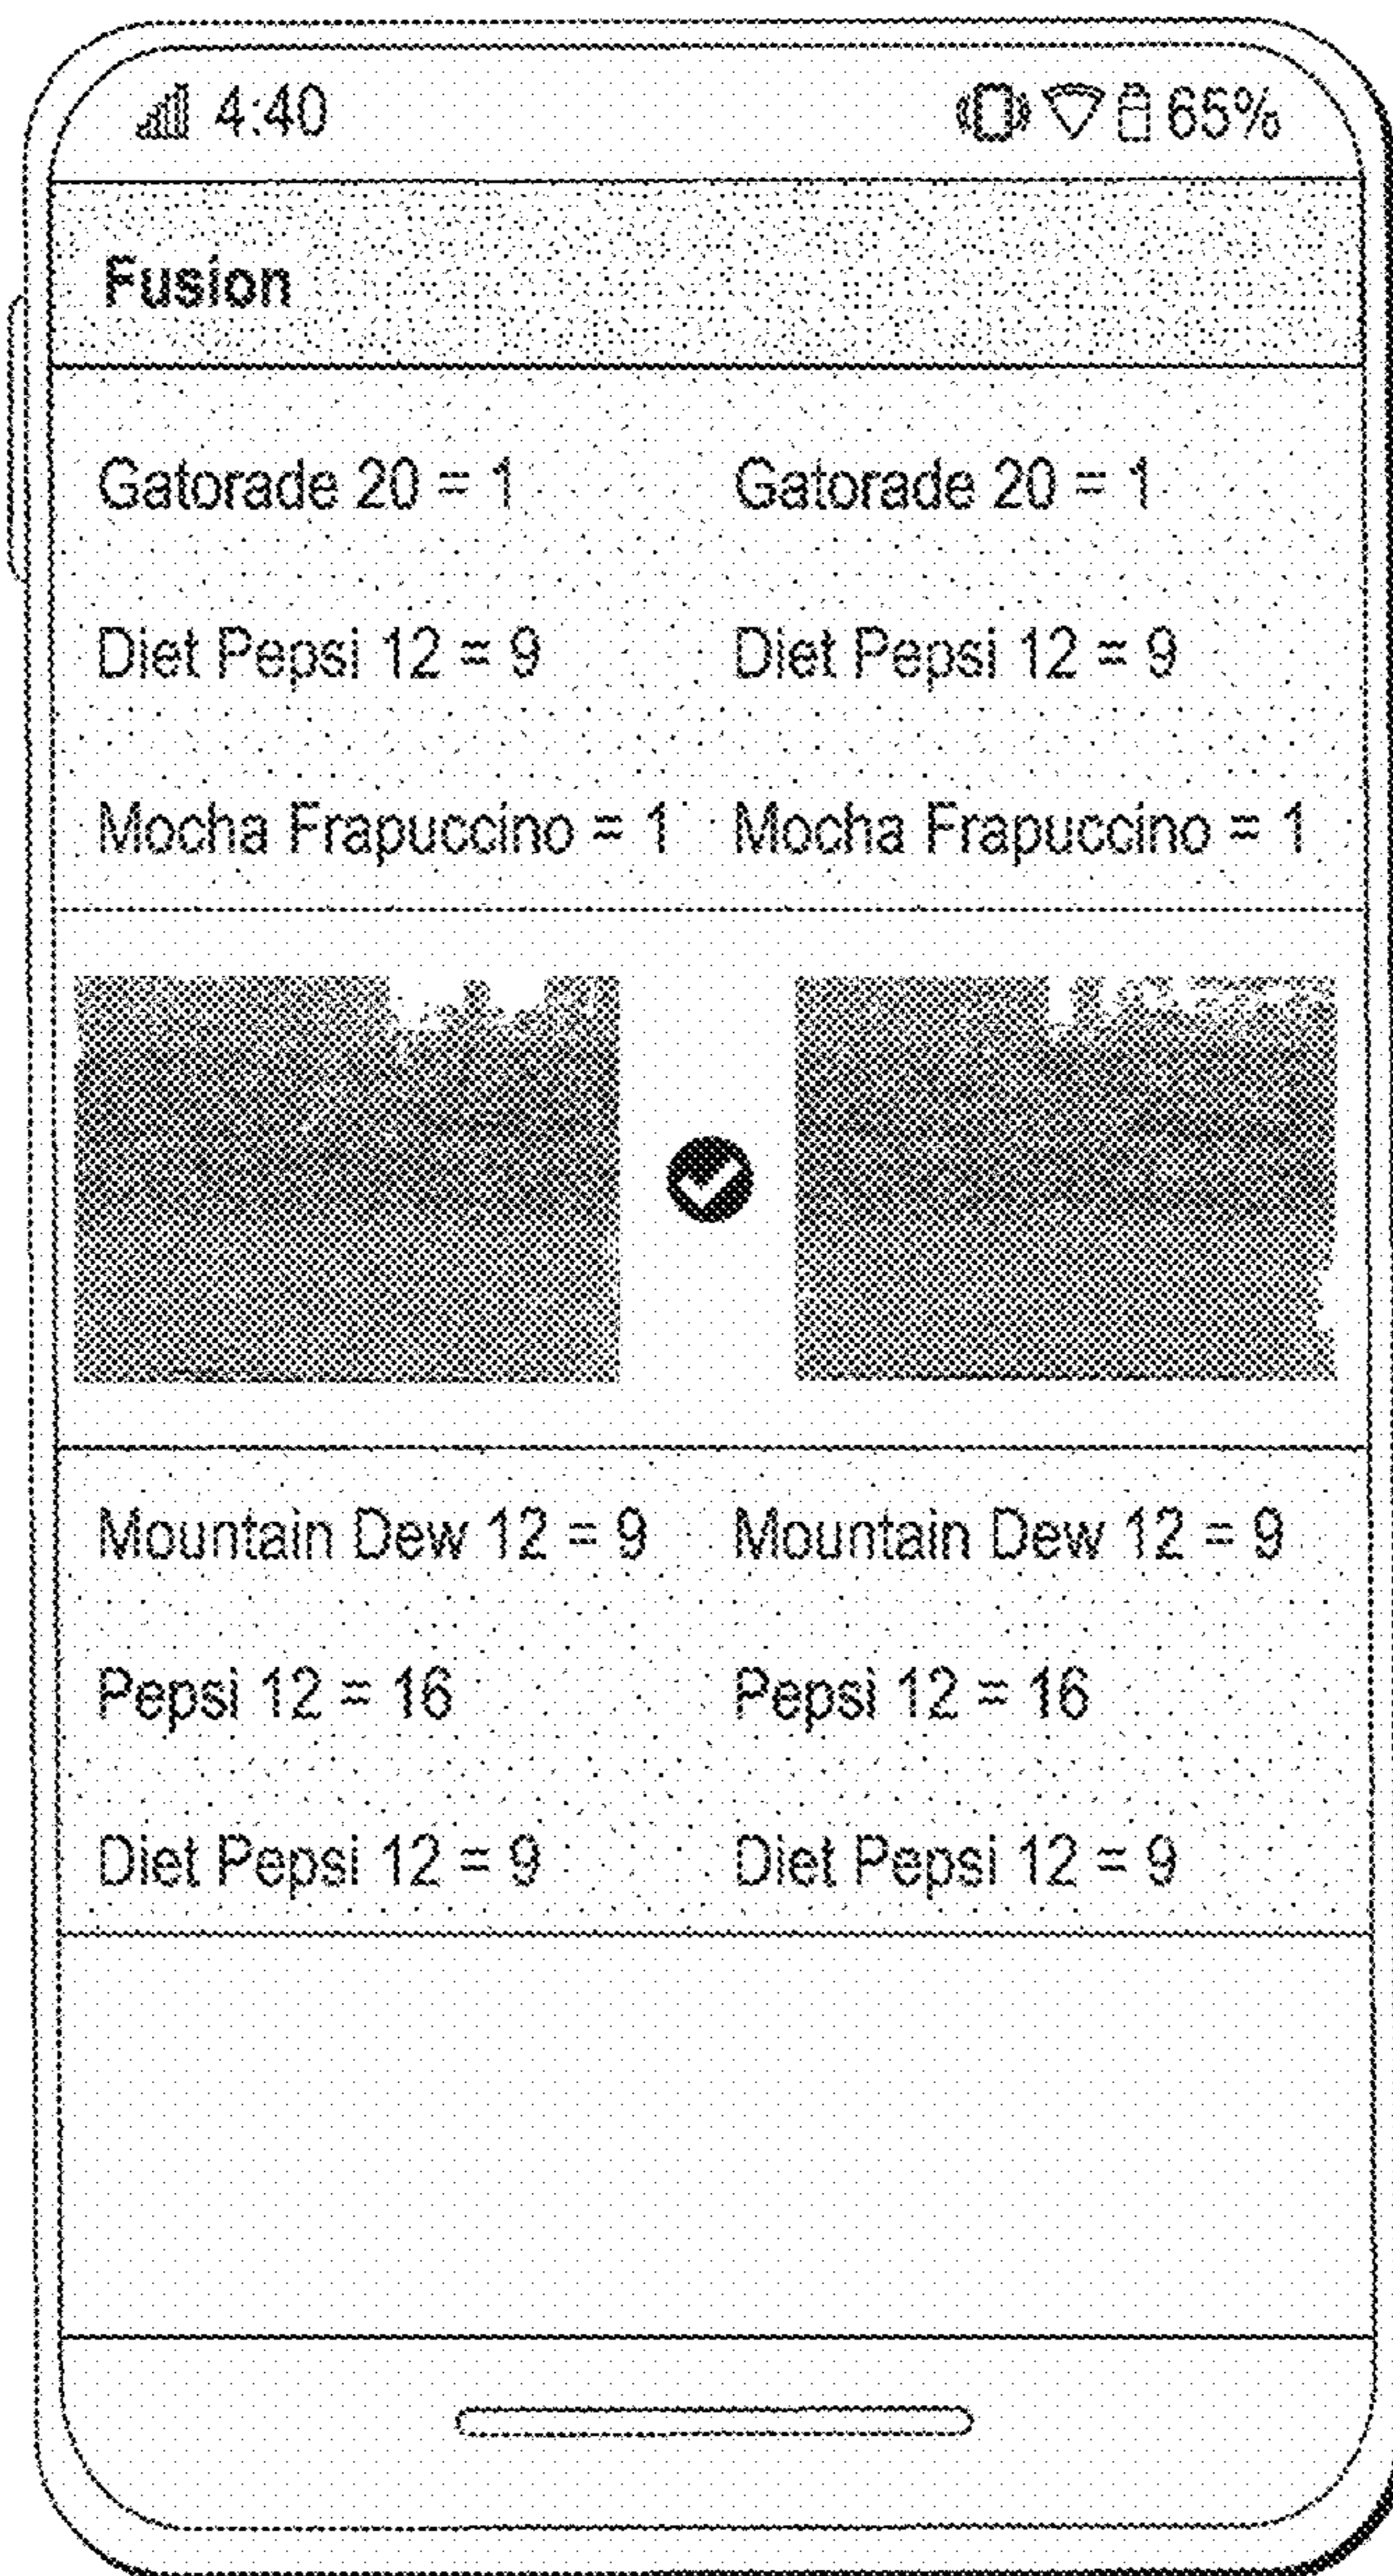 4:40 65%
Fusion
Gatorade 20 = 1 Gatorade 20 = 1
Diet Pepsi 12 = 9 Diet Pepsi 12 = 9
Mocha Frapuccino = 1 Mocha Frapuccino = 1
Mountain Dew 12 = 9 Mountain Dew 12 = 9
Pepsi 12 = 16 Pepsi 12 = 16
Diet Pepsi 12 = 9 Diet Pepsi 12 = 9